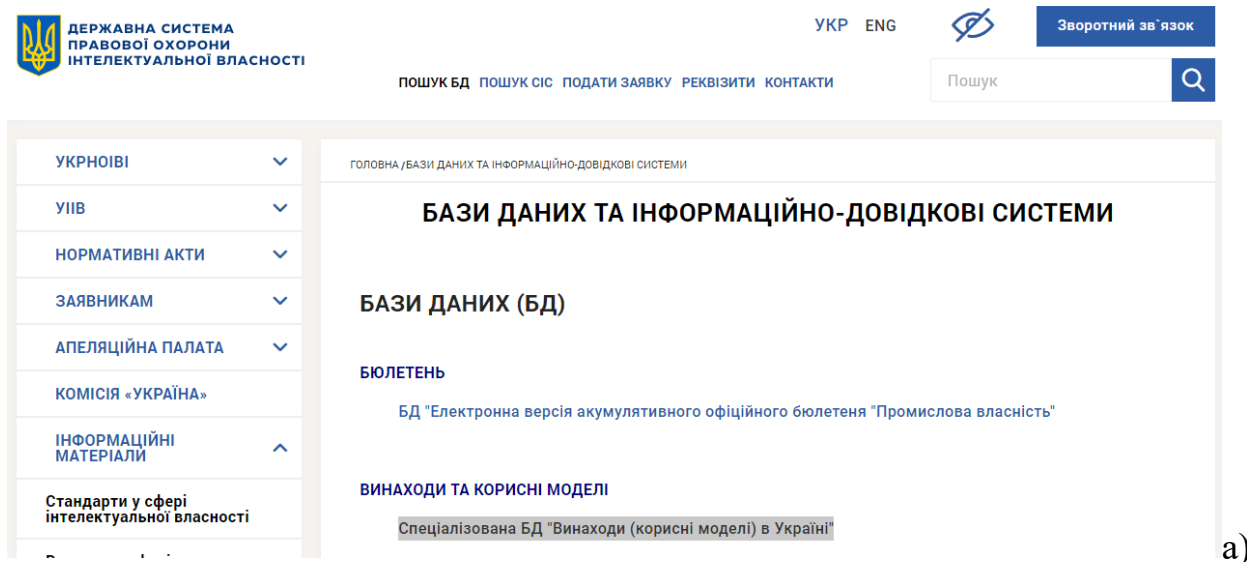 ДЕРЖАВНА СИСТЕМА
ПРАВОВОЇ ОХОРОНИ
ІНТЕЛЕКТУАЛЬНОЇ ВЛАСНОСТІ
УКР ENG
Зворотний зв`язок
ПОШУК БД ПОШУК СІС ПОДАТИ ЗАЯВКУ РЕКВІЗИТИ КОНТАКТИ
Пошук
УКРНОІВІ
УІІВ
НОРМАТИВНІ АКТИ
ЗАЯВНИКАМ
АПЕЛЯЦІЙНА ПАЛАТА
КОМІСІЯ «УКРАЇНА»
ІНФОРМАЦІЙНІ
МАТЕРІАЛИ
Стандарти у сфері
інтелектуальної власності
ГОЛОВНА /БАЗИ ДАНИХ ТА ІНФОРМАЦІЙНО-ДОВІДКОВІ СИСТЕМИ
БАЗИ ДАНИХ ТА ІНФОРМАЦІЙНО-ДОВІДКОВІ СИСТЕМИ
БАЗИ ДАНИХ (БД)
БЮЛЕТЕНЬ
БД "Електронна версія акумулятивного офіційного бюлетеня "Промислова власність"
ВИНАХОДИ ТА КОРИСНІ МОДЕЛІ
Спеціалізована БД "Винаходи (корисні моделі) в Україні"
а)